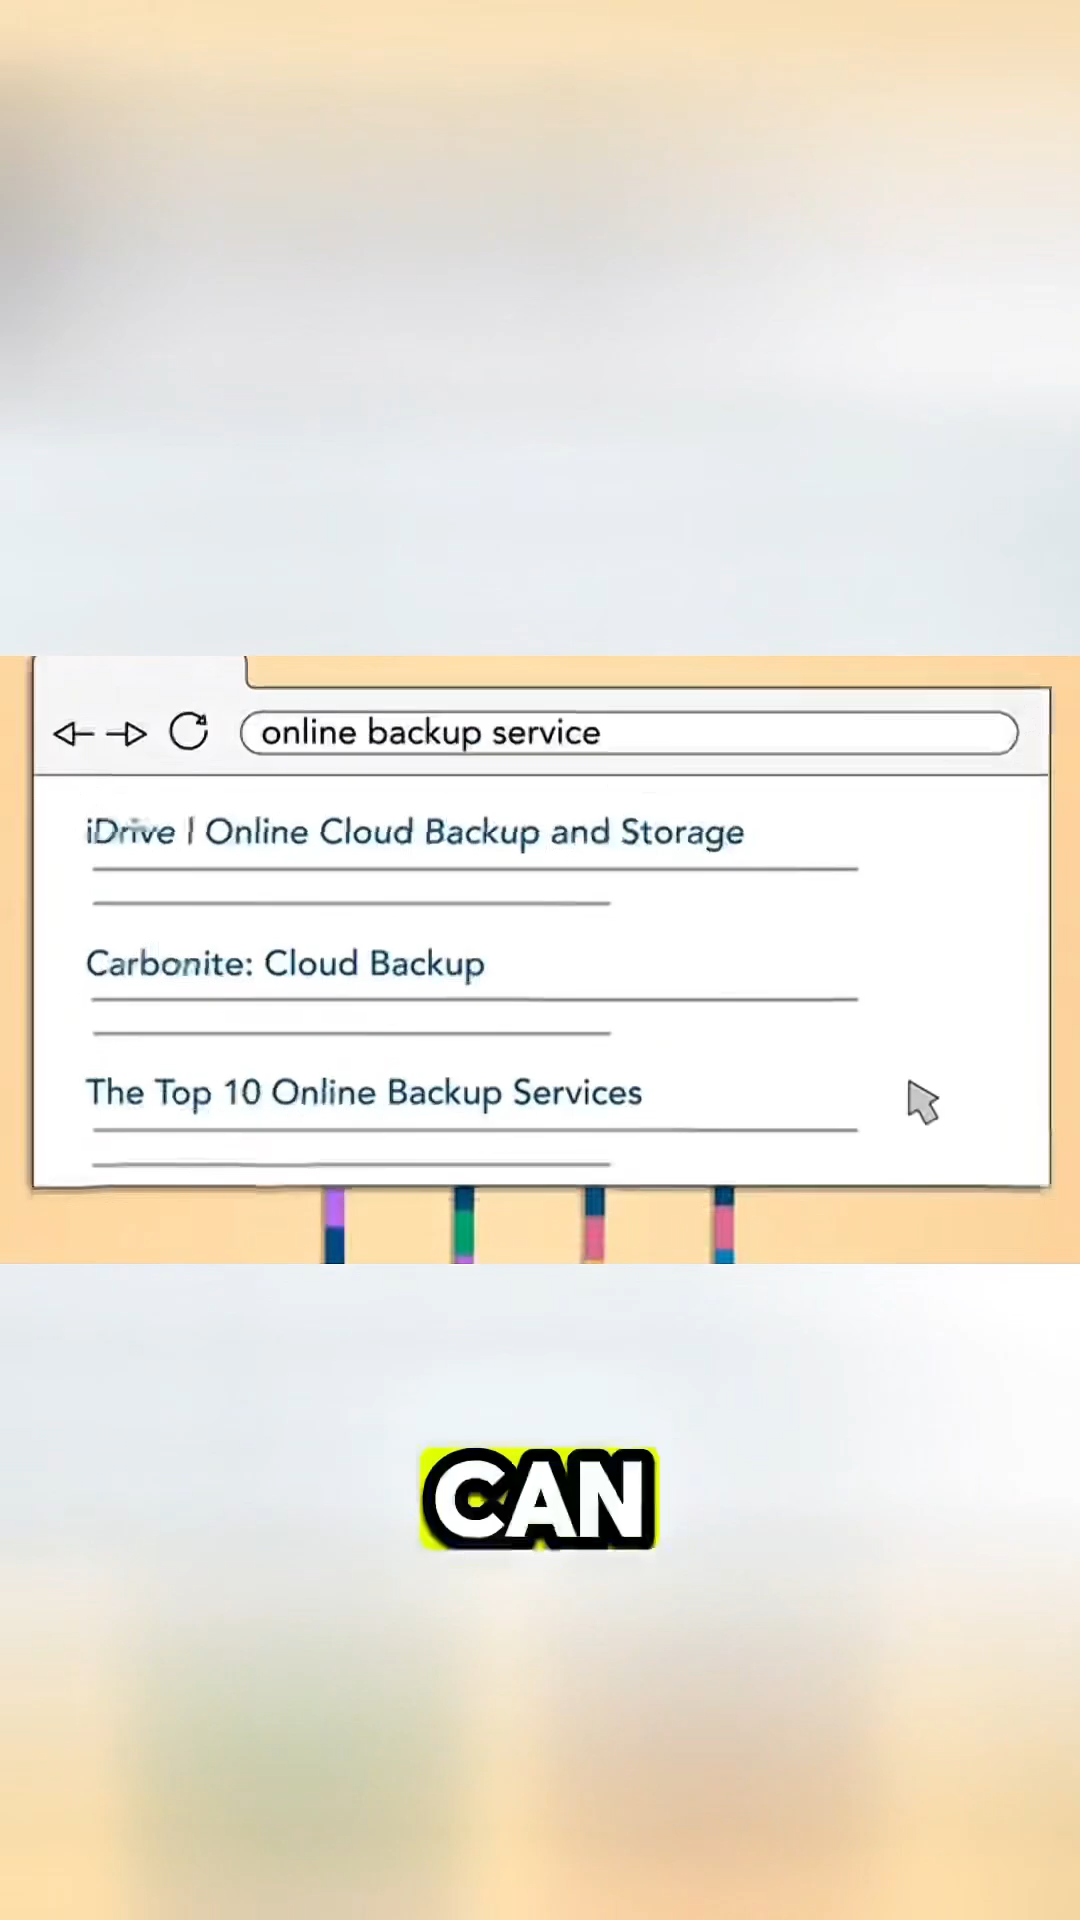 online backup service
iDrive | Online Cloud Backup and Storage
Carbonite: Cloud Backup
The Top 10 Online Backup Services
CAN